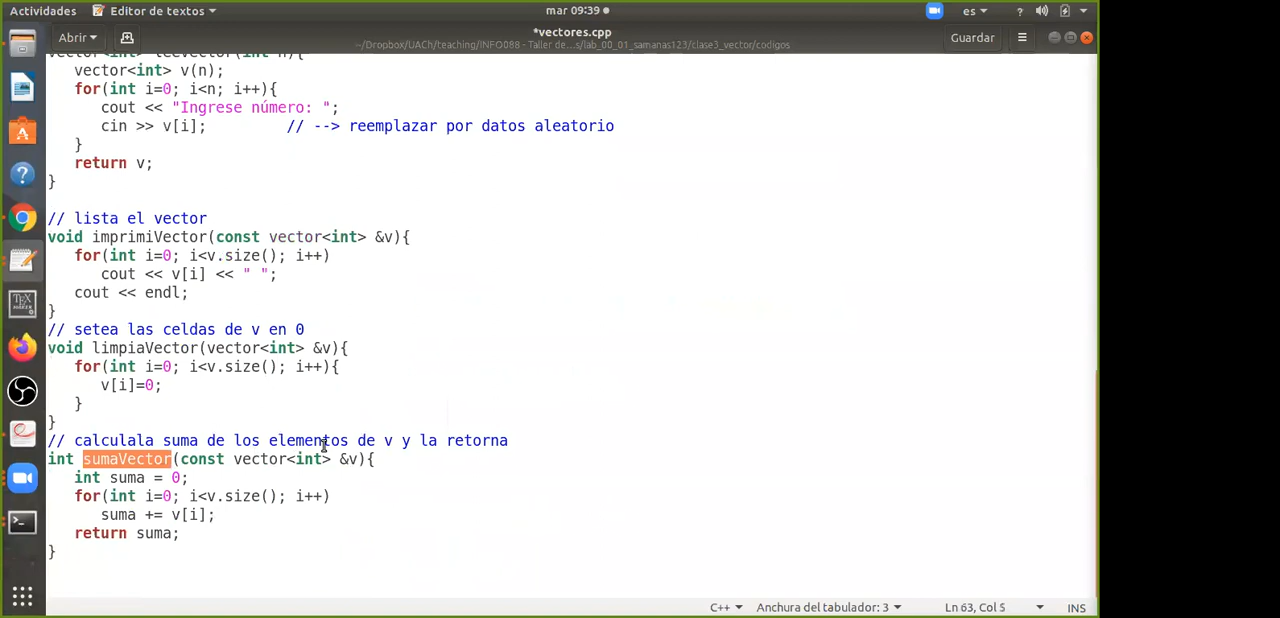 Actividades Editor de textos mar 09:39 es ?
Abrir *vectores.cpp Guardar
~/Dropbox/UACh/teaching/INFO088 - Taller de...s/lab_00_01_samanas123/clase3_vector/codigos
vector<int> v(n);
for(int i=0; i<n; i++){
cout << "Ingrese número: ";
cin >> v[i]; // --> reemplazar por datos aleatorio
}
return v;
}
// lista el vector
void imprimiVector(const vector<int> &v){
for(int i=0; i<v.size(); i++)
cout << v[i] << " ";
cout << endl;
}
// setea las celdas de v en 0
void limpiaVector(vector<int> &v){
for(int i=0; i<v.size(); i++){
v[i]=0;
}
}
// calculala suma de los elementos de v y la retorna
int sumaVector(const vector<int> &v){
int suma = 0;
for(int i=0; i<v.size(); i++)
suma += v[i];
return suma;
}
C++ Anchura del tabulador: 3 Ln 63, Col 5 INS